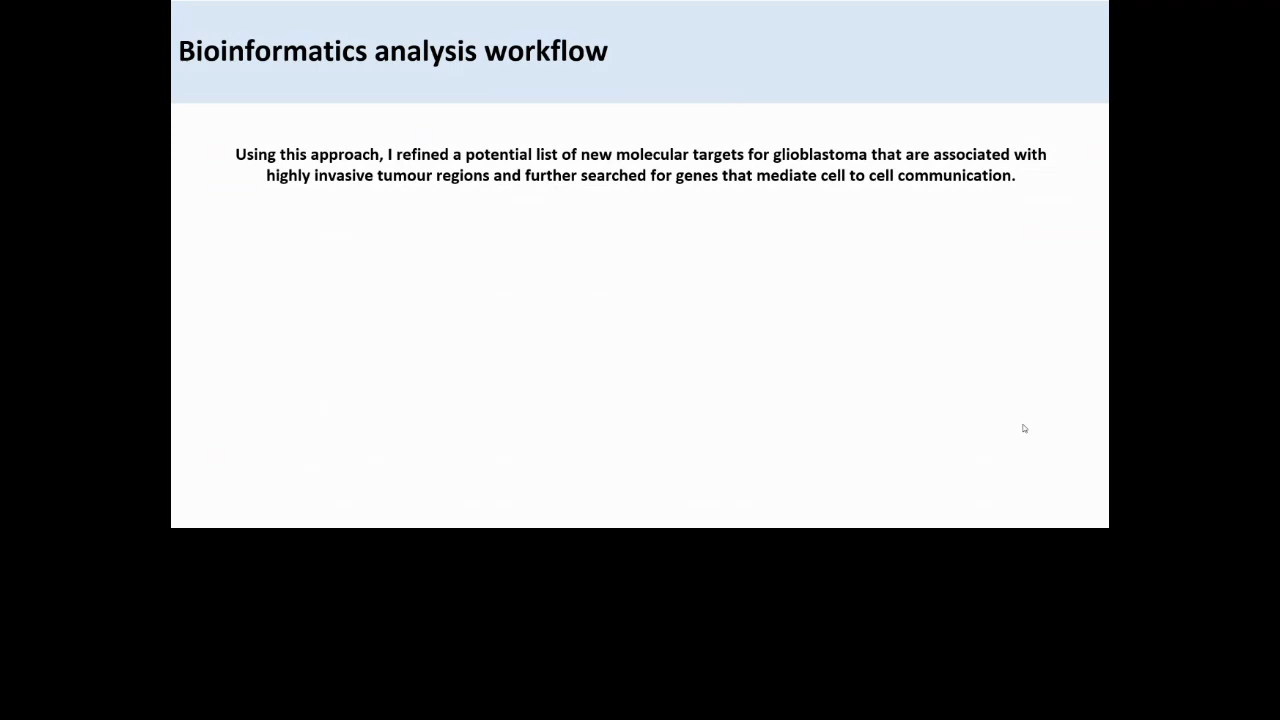 Bioinformatics analysis workflow
Using this approach, I refined a potential list of new molecular targets for glioblastoma that are associated with
highly invasive tumour regions and further searched for genes that mediate cell to cell communication.